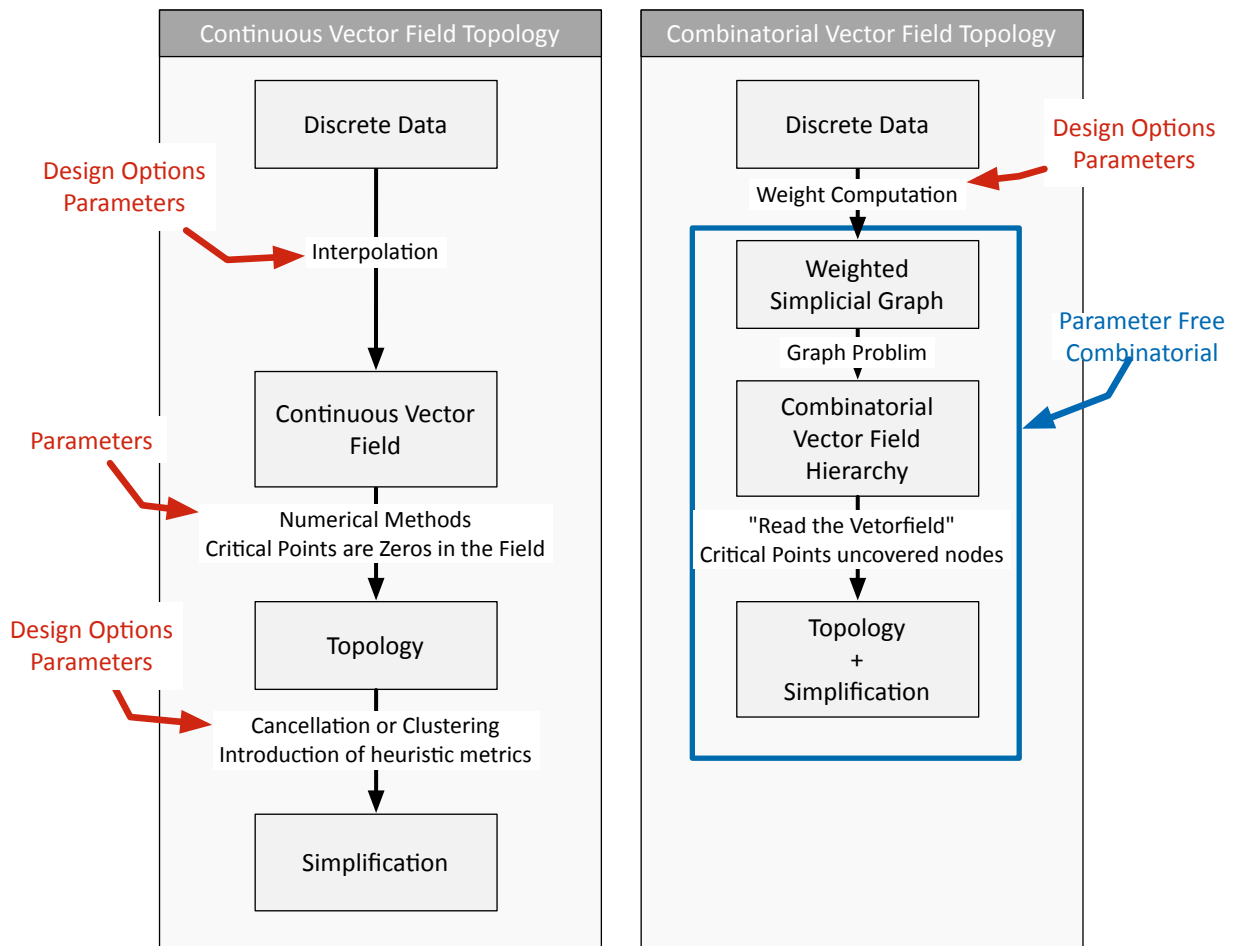 Continuous Vector Field Topology
Discrete Data
Design Options
Parameters
Interpolation
Continuous Vector
Field
Parameters
Numerical Methods
Critical Points are Zeros in the Field
Topology
Design Options
Parameters
Cancellation or Clustering
Introduction of heuristic metrics
Simplification
Combinatorial Vector Field Topology
Discrete Data
Design Options
Parameters
Weight Computation
Weighted
Simplicial Graph
Parameter Free
Combinatorial
Graph Problim
Combinatorial
Vector Field
Hierarchy
"Read the Vetorfield"
Critical Points uncovered nodes
Topology
+
Simplification